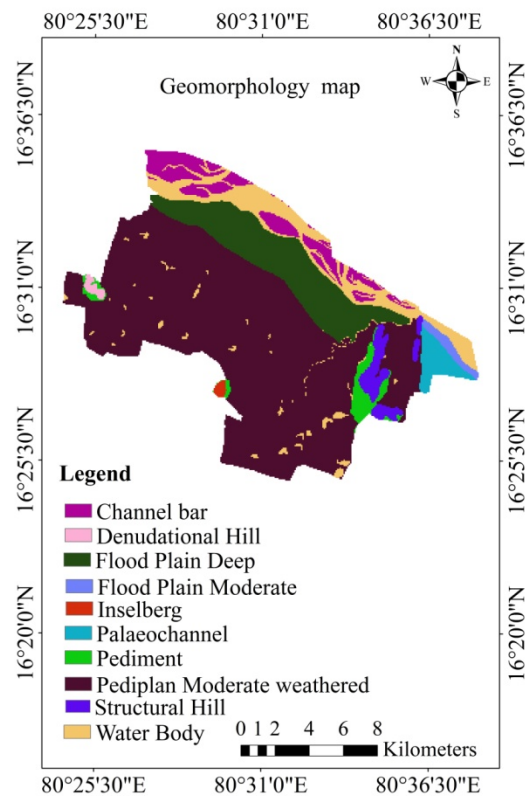 80°25'30"E 80°31'0"E 80°36'30"E
N
W E
S
Geomorphology map
16°36'30"N 16°36'30"N
16°31'0"N 16°31'0"N
16°25'30"N 16°25'30"N
16°20'0"N 16°20'0"N
Legend
Channel bar
Denudational Hill
Flood Plain Deep
Flood Plain Moderate
Inselberg
Palaeochannel
Pediment
Pediplan Moderate weathered
Structural Hill
Water Body
0 1 2 4 6 8
Kilometers
80°25'30"E 80°31'0"E 80°36'30"E